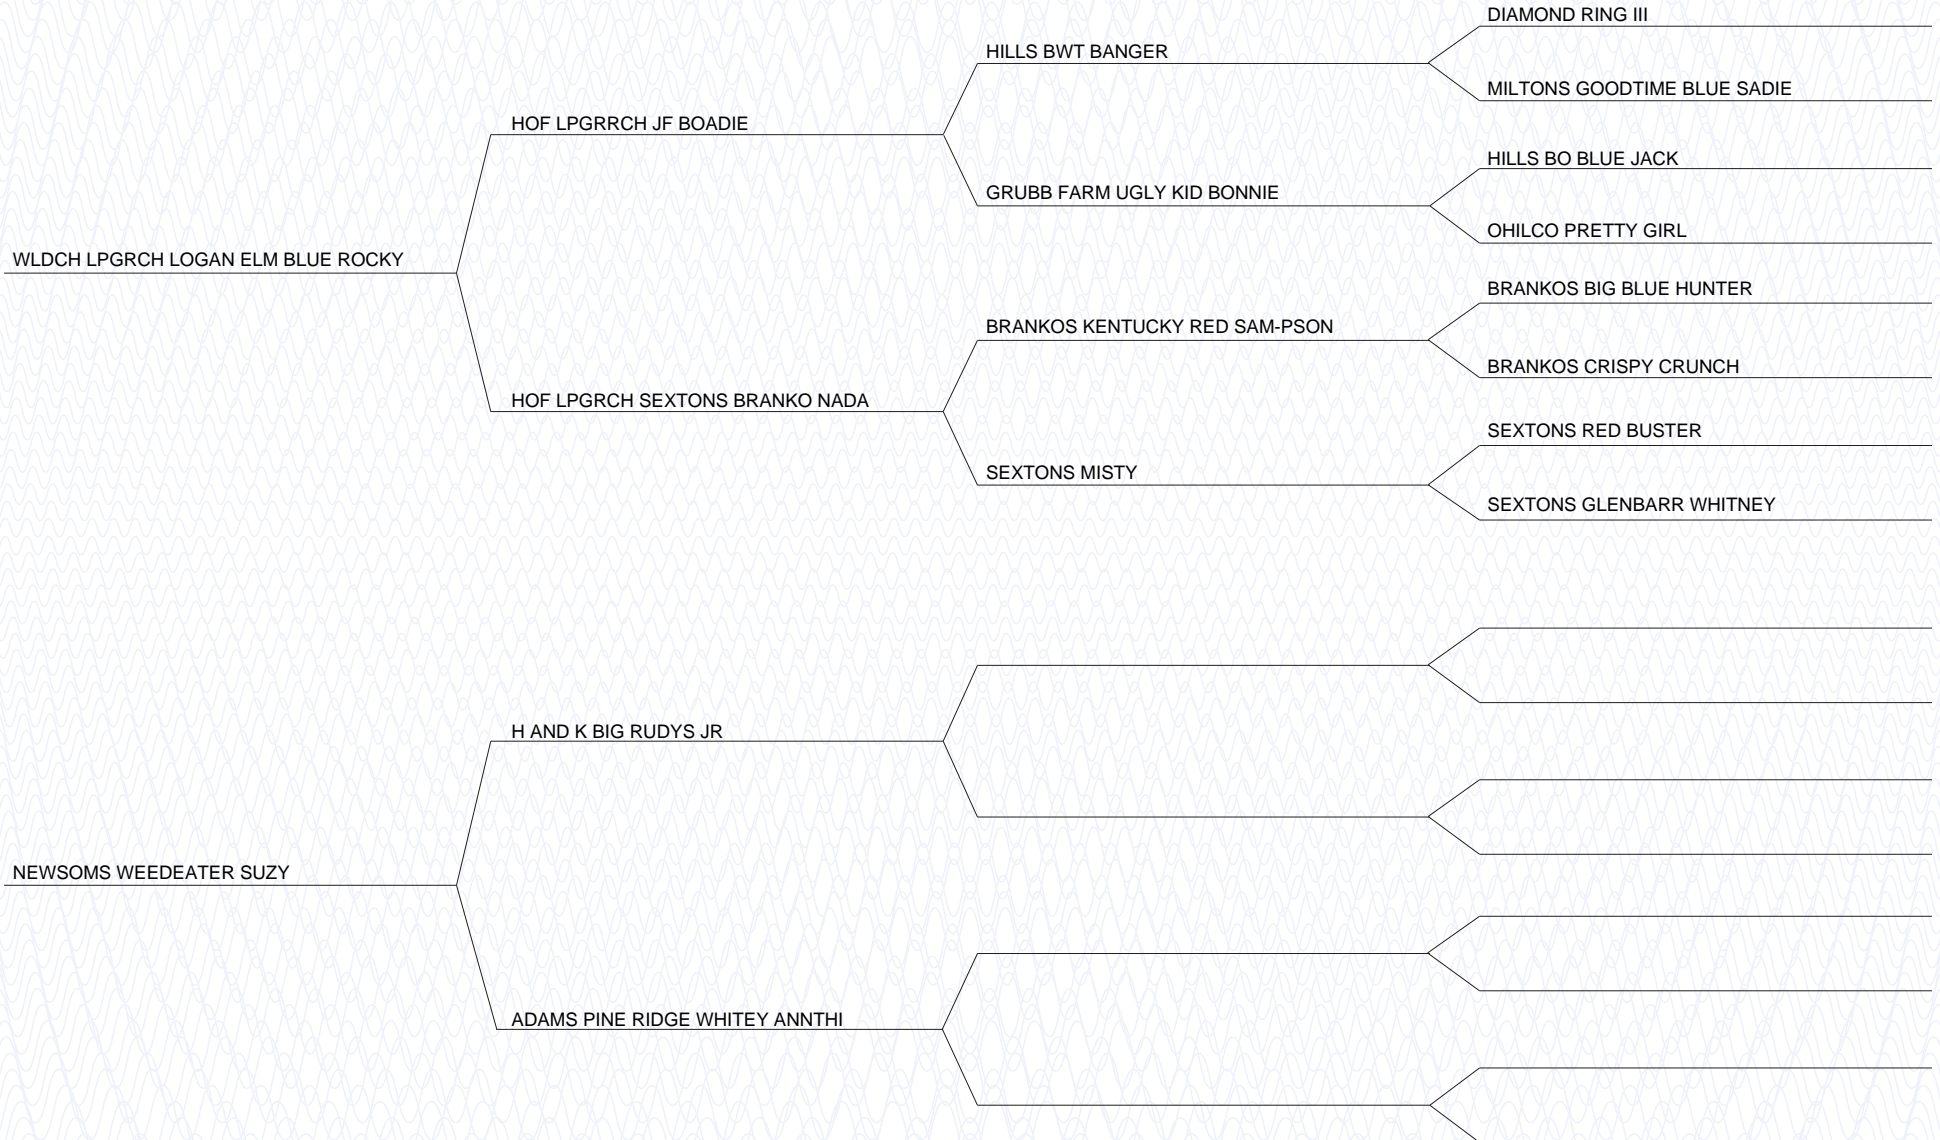 DIAMOND RING III
HILLS BWT BANGER
MILTONS GOODTIME BLUE SADIE
HOF LPGRRCH JF BOADIE
HILLS BO BLUE JACK
GRUBB FARM UGLY KID BONNIE
OHILCO PRETTY GIRL
WLDCH LPGRCH LOGAN ELM BLUE ROCKY
BRANKOS BIG BLUE HUNTER
BRANKOS KENTUCKY RED SAM-PSON
BRANKOS CRISPY CRUNCH
HOF LPGRCH SEXTONS BRANKO NADA
SEXTONS RED BUSTER
SEXTONS MISTY
SEXTONS GLENBARR WHITNEY
H AND K BIG RUDYS JR
NEWSOMS WEEDEATER SUZY
ADAMS PINE RIDGE WHITEY ANNTHI